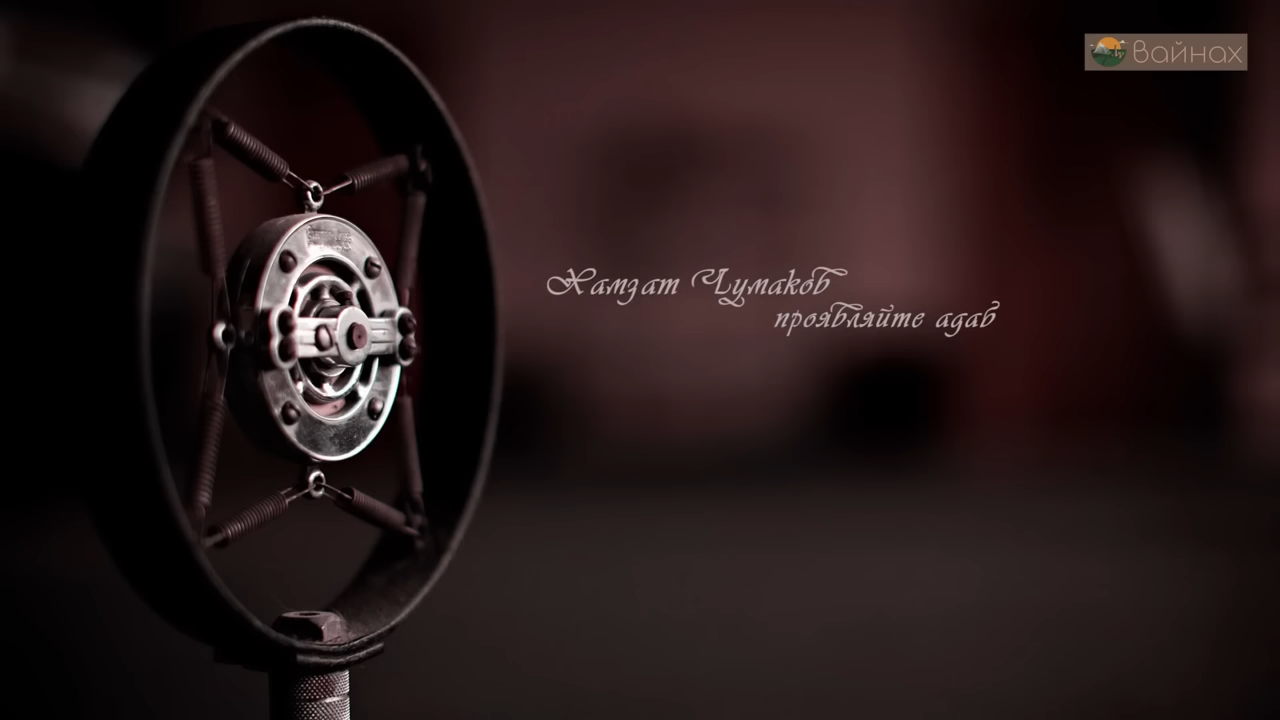 Вайнах
Хамзат Чумаков
проявляйте адаб